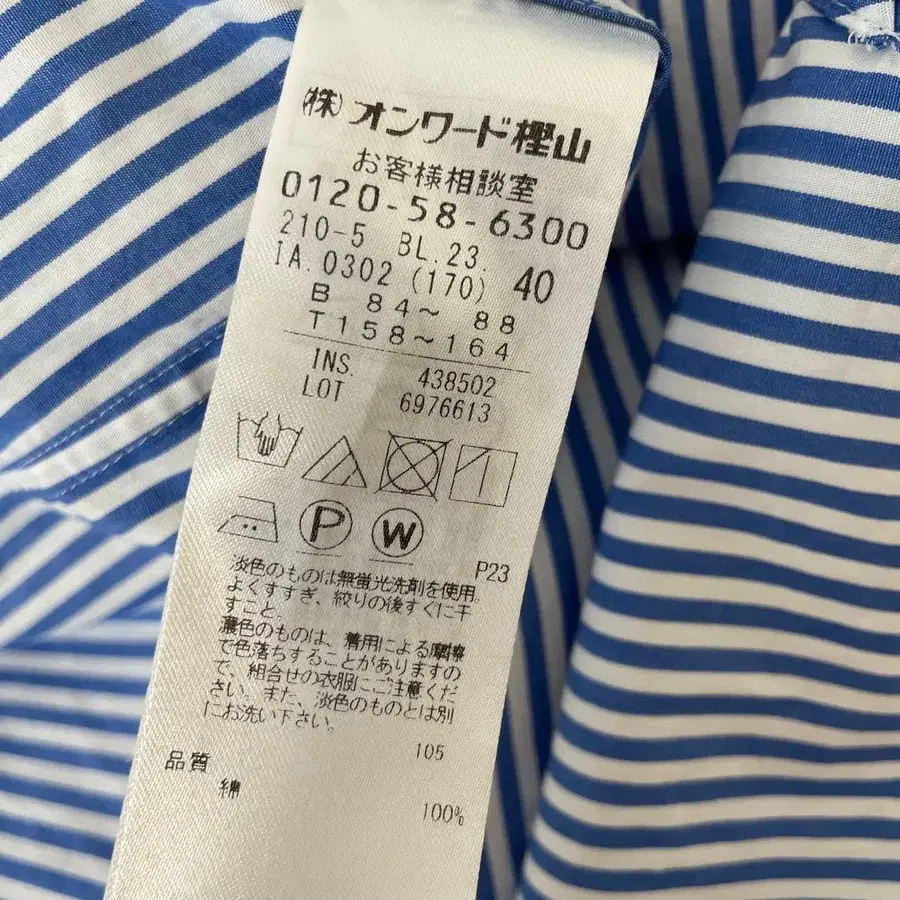 (株)オンワード樫山
お客様相談室
0120-58-6300
210-5 BL.23. 40
IA.0302 (170)
B 84～ 88
T158～164
INS. 438502
LOT 6976613
P W
P23
淡色のものは無蛍光洗剤を使用。
よくすすぎ、絞りの後すぐに干
すこと。
濃色のものは、着用による摩擦
で色落ちすることがありますの
で、組合せの衣服にご注意くだ
さい。また、淡色のものとは別
にお洗い下さい。
105
品質
綿 100%